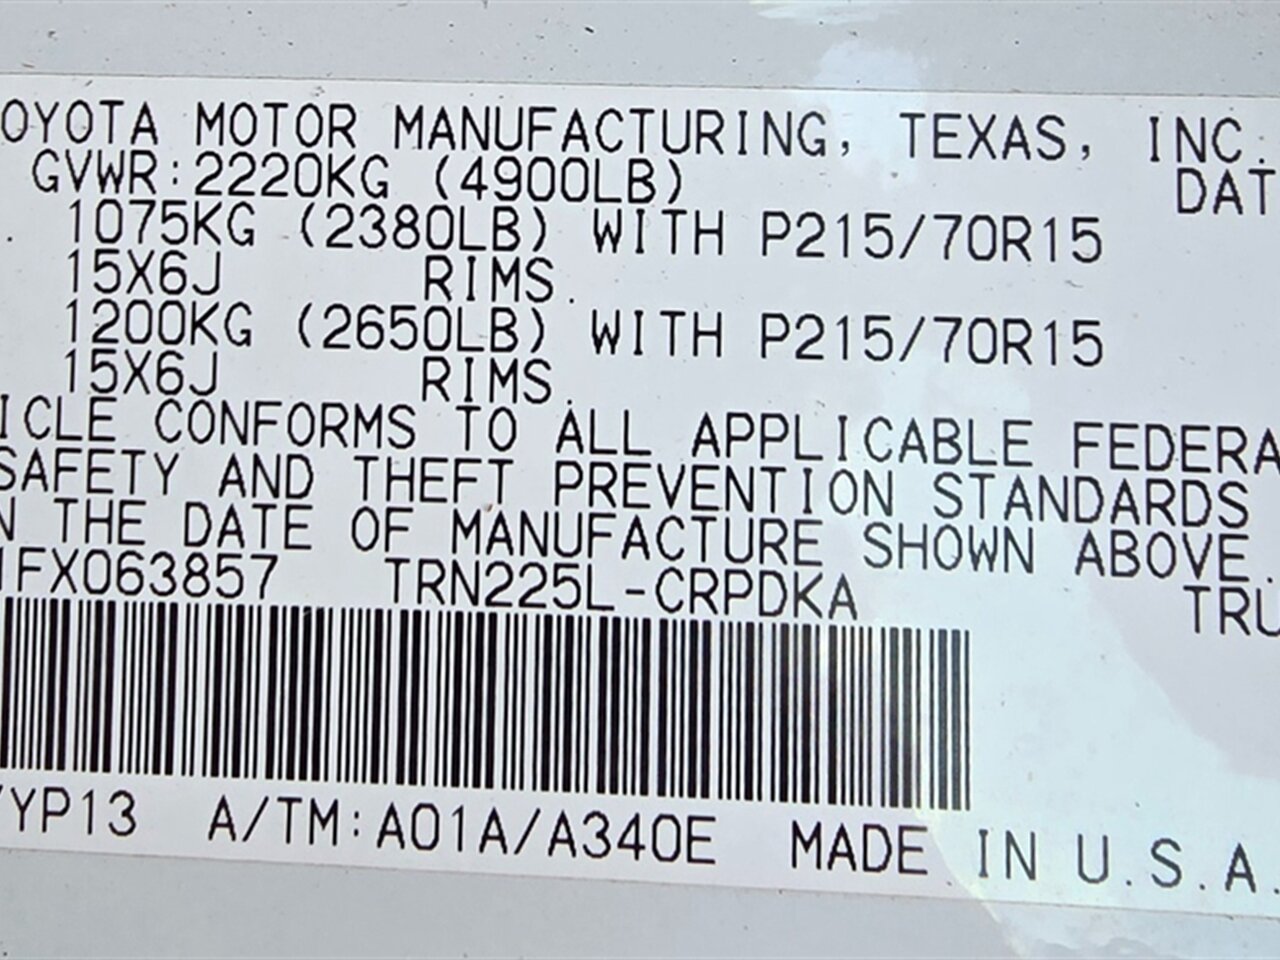 OYOTA MOTOR MANUFACTURING, TEXAS, INC.
GVWR:2220KG (4900LB) DAT
1075KG (2380LB) WITH P215/70R15
15X6J RIMS.
1200KG (2650LB) WITH P215/70R15
15X6J RIMS.
ICLE CONFORMS TO ALL APPLICABLE FEDERA
SAFETY AND THEFT PREVENTION STANDARDS
N THE DATE OF MANUFACTURE SHOWN ABOVE.
1FX063857 TRN225L-CRPDKA TRU
/YP13 A/TM:A01A/A340E MADE IN U.S.A.